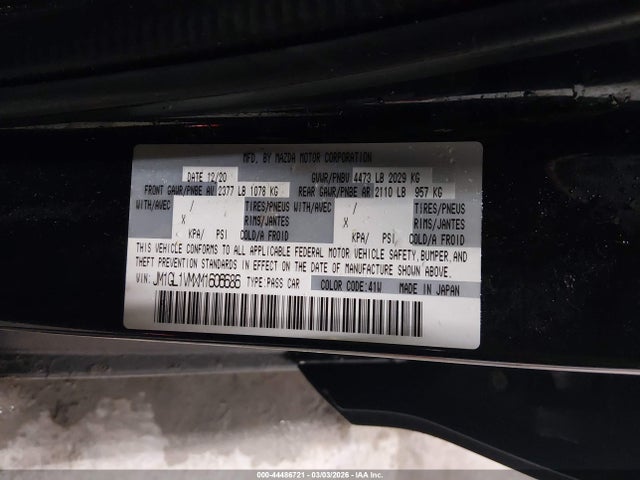 MFD. BY MAZDA MOTOR CORPORATION
DATE 12/20 GVWR/PNBV 4473 LB 2029 KG
FRONT GAWR/PNBE AV 2377 LB 1078 KG REAR GAWR/PNBE AR 2110 LB 957 KG
WITH/AVEC / TIRES/PNEUS WITH/AVEC / TIRES/PNEUS
X RIMS/JANTES X RIMS/JANTES
KPA/ PSI COLD/A FROID KPA/ PSI COLD/A FROID
THIS VEHICLE CONFORMS TO ALL APPLICABLE FEDERAL MOTOR VEHICLE SAFETY, BUMPER, AND
THEFT PREVENTION STANDARDS IN EFFECT ON THE DATE OF MANUFACTURE SHOWN ABOVE.
VIN: JM1GL1VMXM1606686 TYPE: PASS CAR COLOR CODE: 41W MADE IN JAPAN
000-44486721 | 03/03/2026 | IAA Inc.